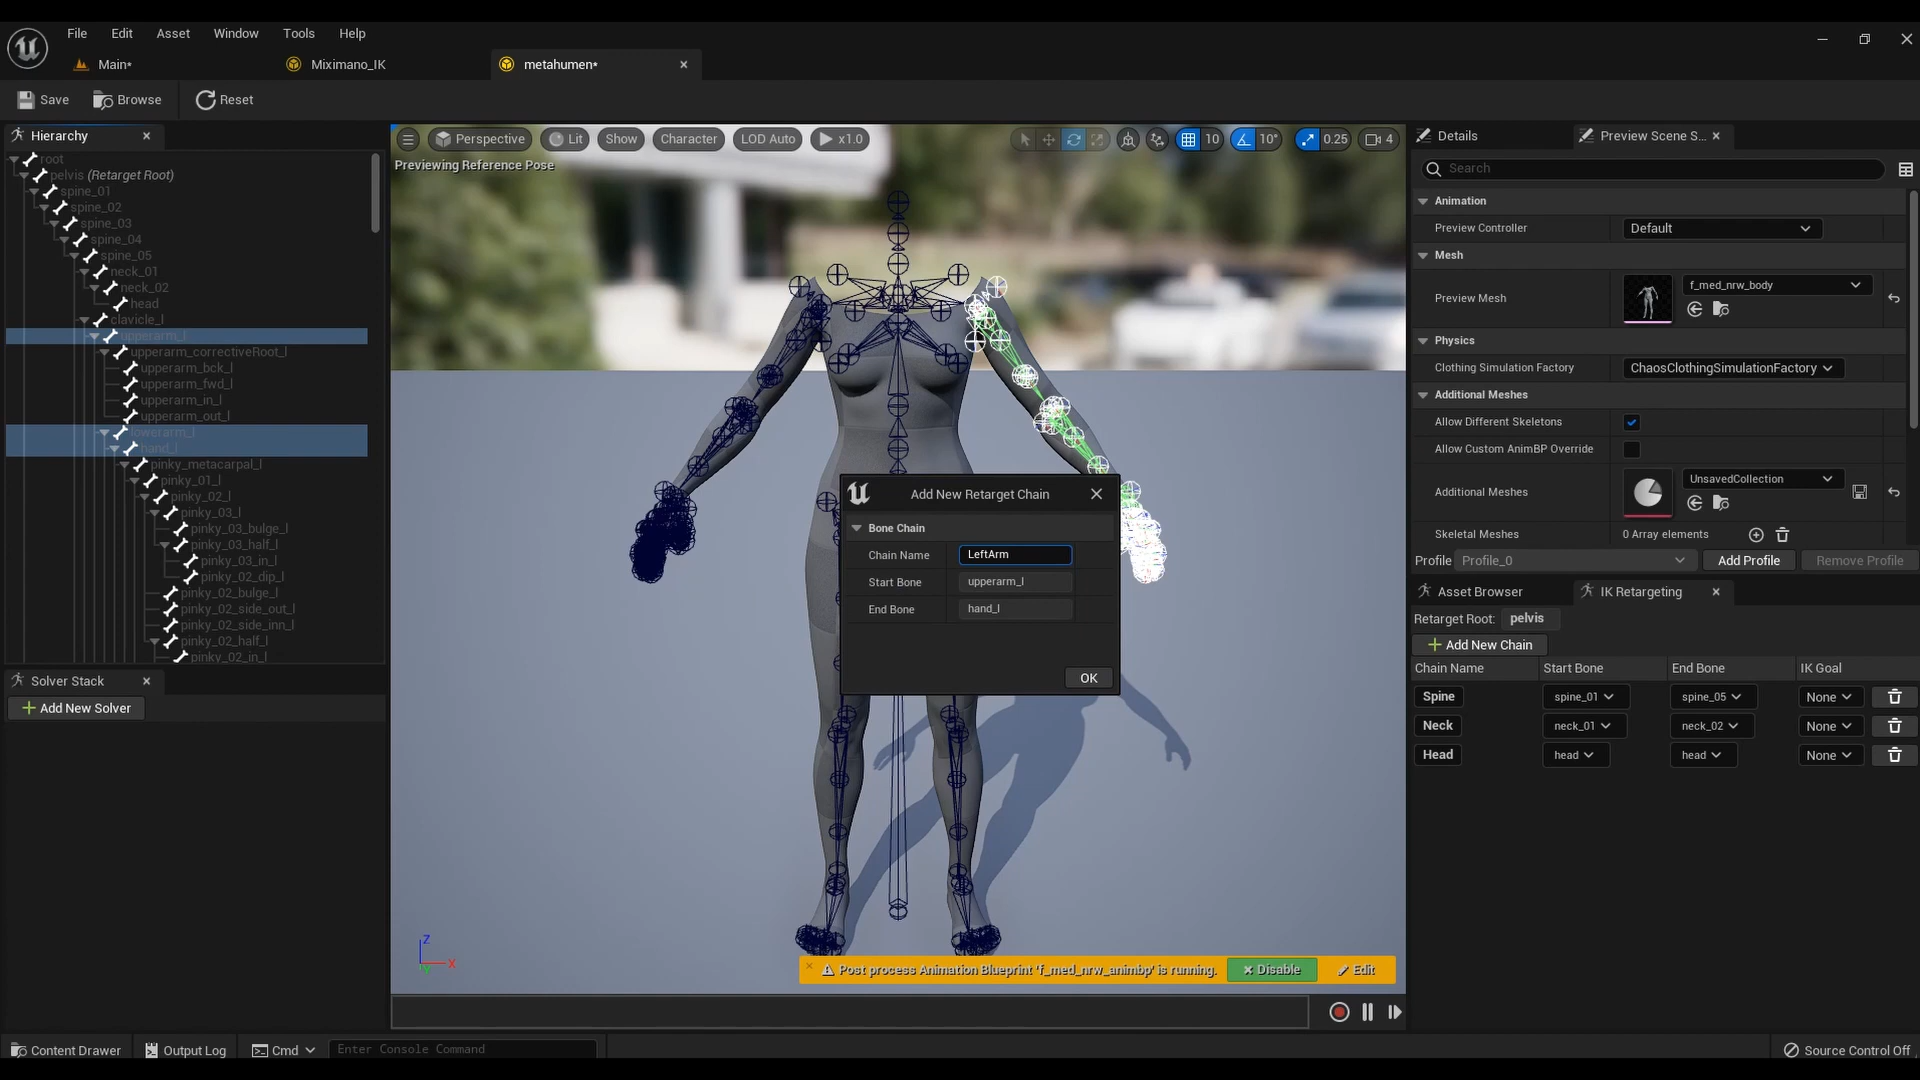 File Edit Asset Window Tools Help
Main* Miximano_IK metahumen*
Save Browse Reset
Hierarchy
root
pelvis (Retarget Root)
spine_01
spine_02
spine_03
spine_04
spine_05
neck_01
neck_02
head
clavicle_l
upperarm_l
upperarm_correctiveRoot_l
upperarm_bck_l
upperarm_fwd_l
upperarm_in_l
upperarm_out_l
lowerarm_l
hand_l
pinky_metacarpal_l
pinky_01_l
pinky_02_l
pinky_03_l
pinky_03_bulge_l
pinky_03_half_l
pinky_03_in_l
pinky_02_dip_l
pinky_02_bulge_l
pinky_02_side_out_l
pinky_02_side_inn_l
pinky_02_half_l
pinky_02_in_l
Solver Stack
Add New Solver
Perspective Lit Show Character LOD Auto x1.0 10 10° 0.25 4
Previewing Reference Pose
Add New Retarget Chain
Bone Chain
Chain Name LeftArm
Start Bone upperarm_l
End Bone hand_l
OK
Z
X
Y
Post process Animation Blueprint 'f_med_nrw_animbp' is running. Disable Edit
Details Preview Scene S...
Search
Animation
Preview Controller Default
Mesh
Preview Mesh f_med_nrw_body
Physics
Clothing Simulation Factory ChaosClothingSimulationFactory
Additional Meshes
Allow Different Skeletons
Allow Custom AnimBP Override
Additional Meshes UnsavedCollection
Skeletal Meshes 0 Array elements
Profile Profile_0 Add Profile Remove Profile
Asset Browser IK Retargeting
Retarget Root: pelvis
Add New Chain
Chain Name Start Bone End Bone IK Goal
Spine spine_01 spine_05 None
Neck neck_01 neck_02 None
Head head head None
Content Drawer Output Log Cmd Enter Console Command Source Control Off